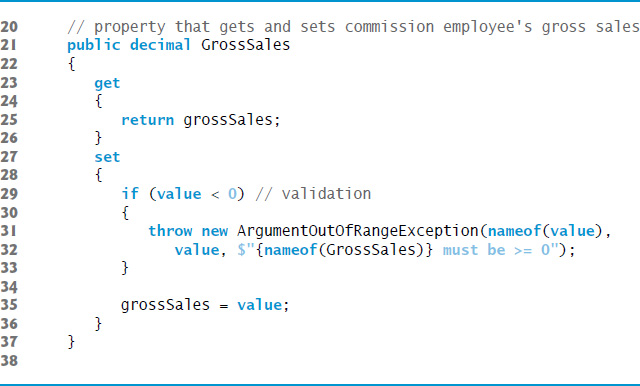 20 // property that gets and sets commission employee's gross sales
21 public decimal GrossSales
22 {
23 get
24 {
25 return grossSales;
26 }
27 set
28 {
29 if (value < 0) // validation
30 {
31 throw new ArgumentOutOfRangeException(nameof(value),
32 value, $"{nameof(GrossSales)} must be >= 0");
33 }
34
35 grossSales = value;
36 }
37 }
38